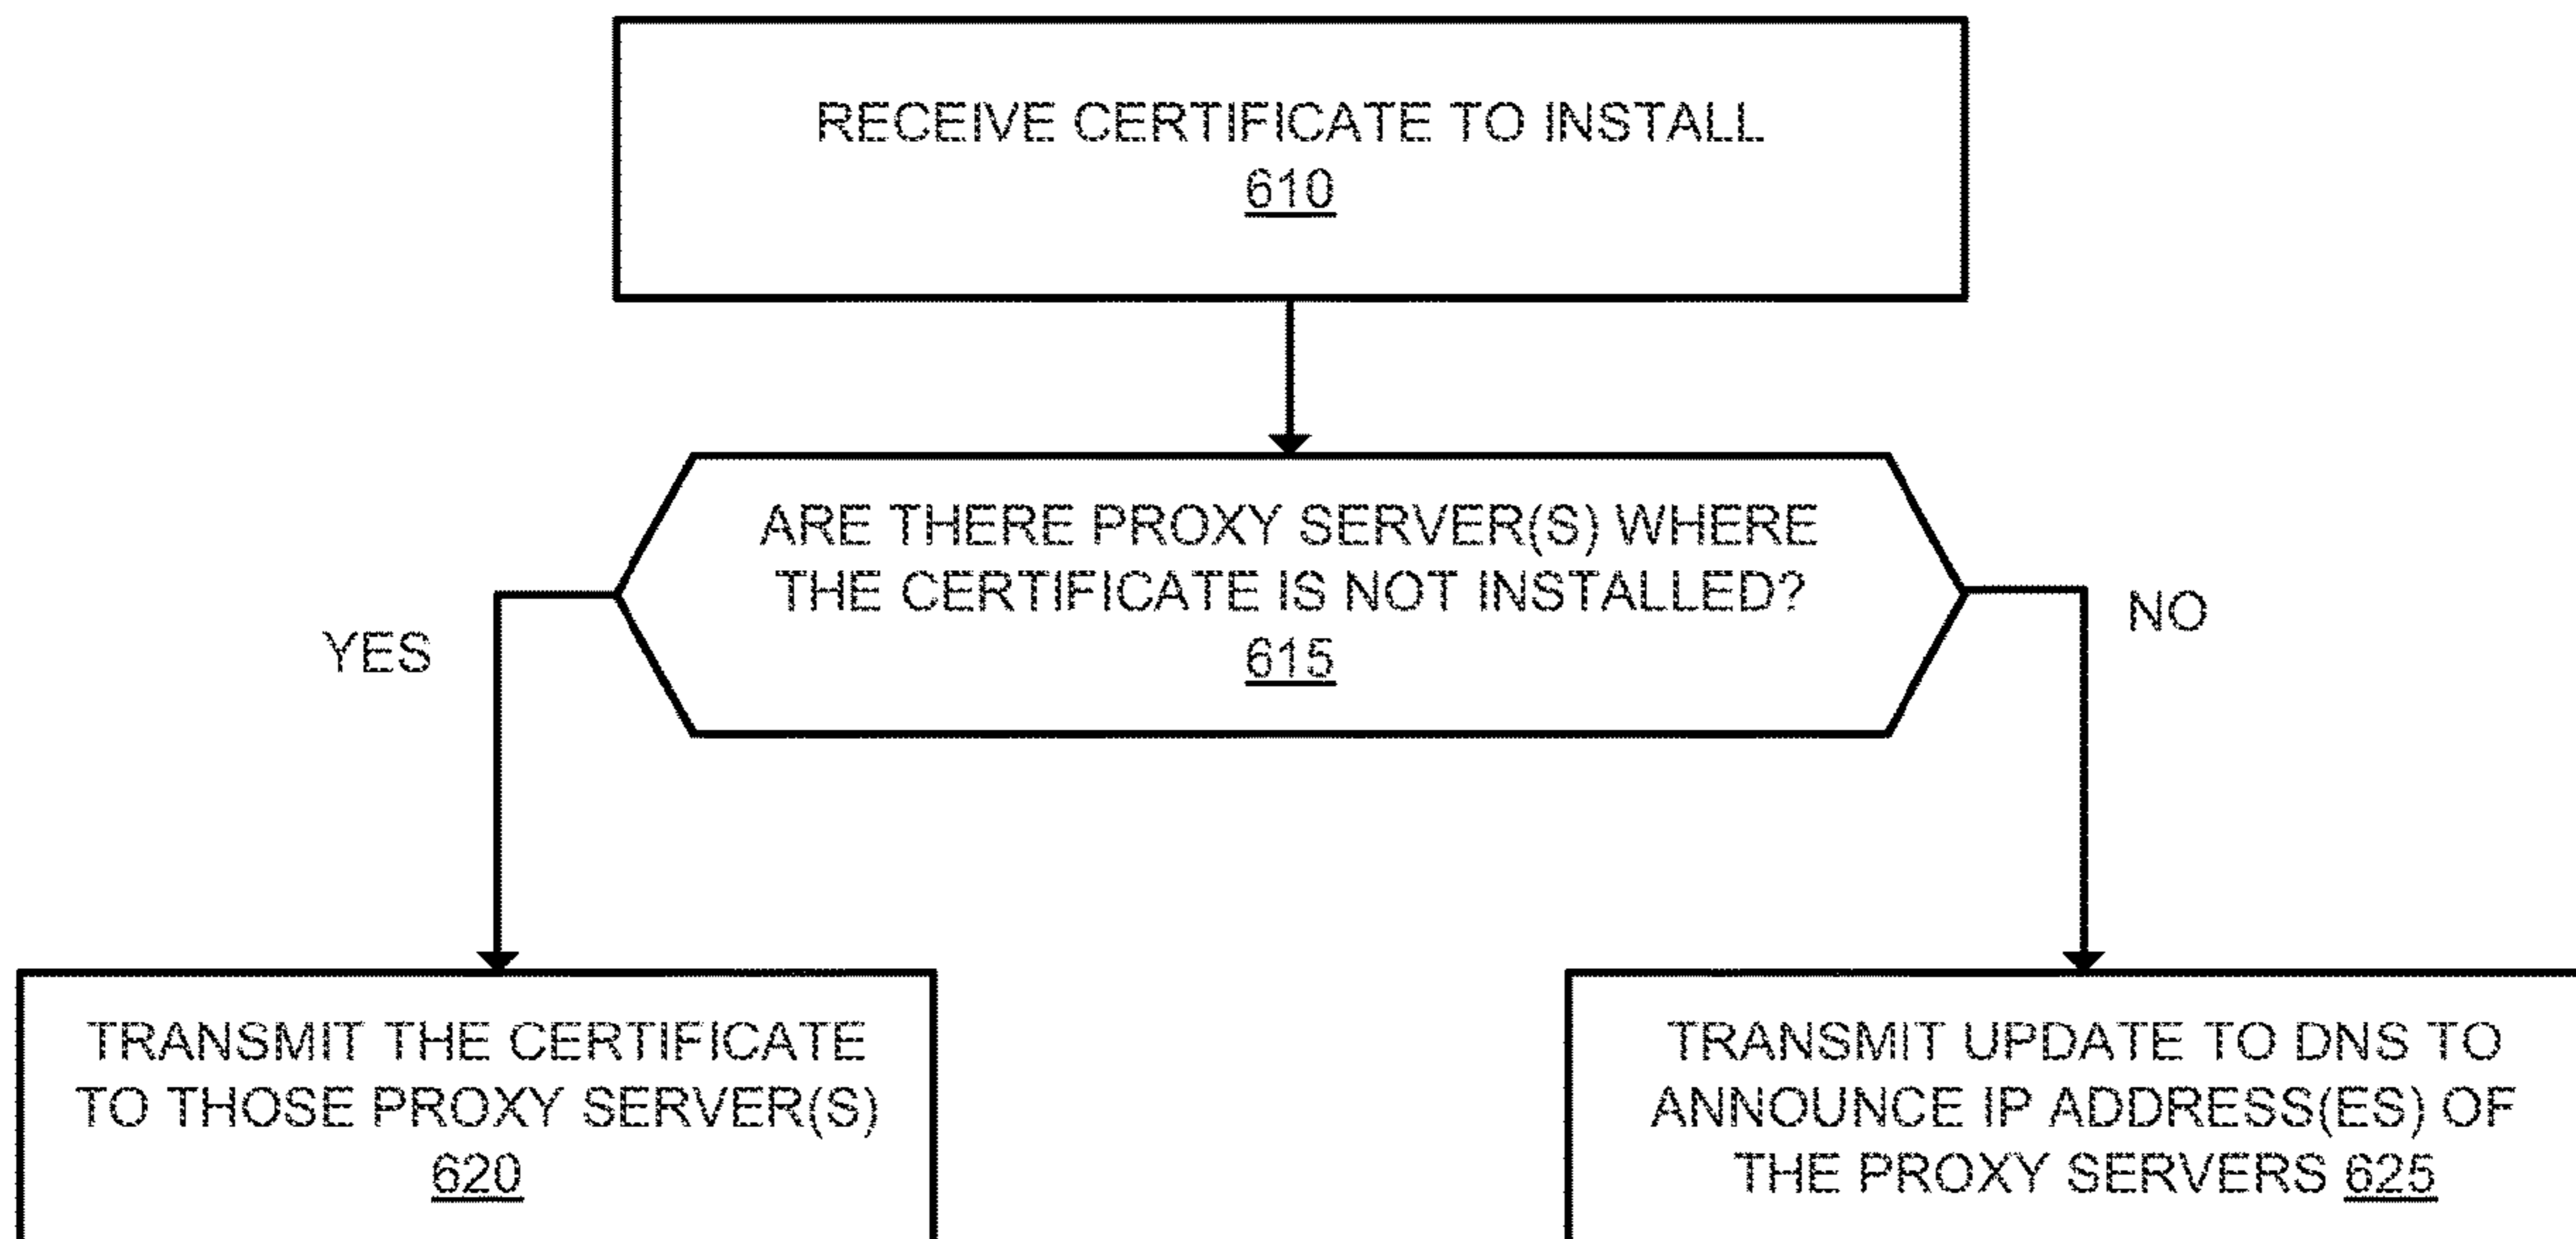 RECEIVE CERTIFICATE TO INSTALL
610
ARE THERE PROXY SERVER(S) WHERE
THE CERTIFICATE IS NOT INSTALLED?
615
YES
NO
TRANSMIT THE CERTIFICATE
TO THOSE PROXY SERVER(S)
620
TRANSMIT UPDATE TO DNS TO
ANNOUNCE IP ADDRESS(ES) OF
THE PROXY SERVERS 625